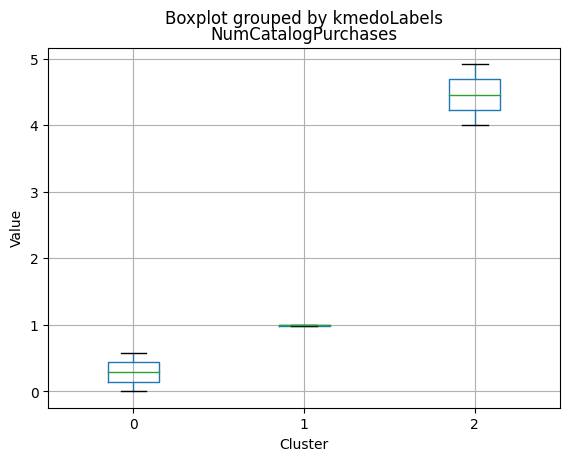 Boxplot grouped by kmedoLabels
NumCatalogPurchases
5
4
3
2
1
0
Value
0 1 2
Cluster